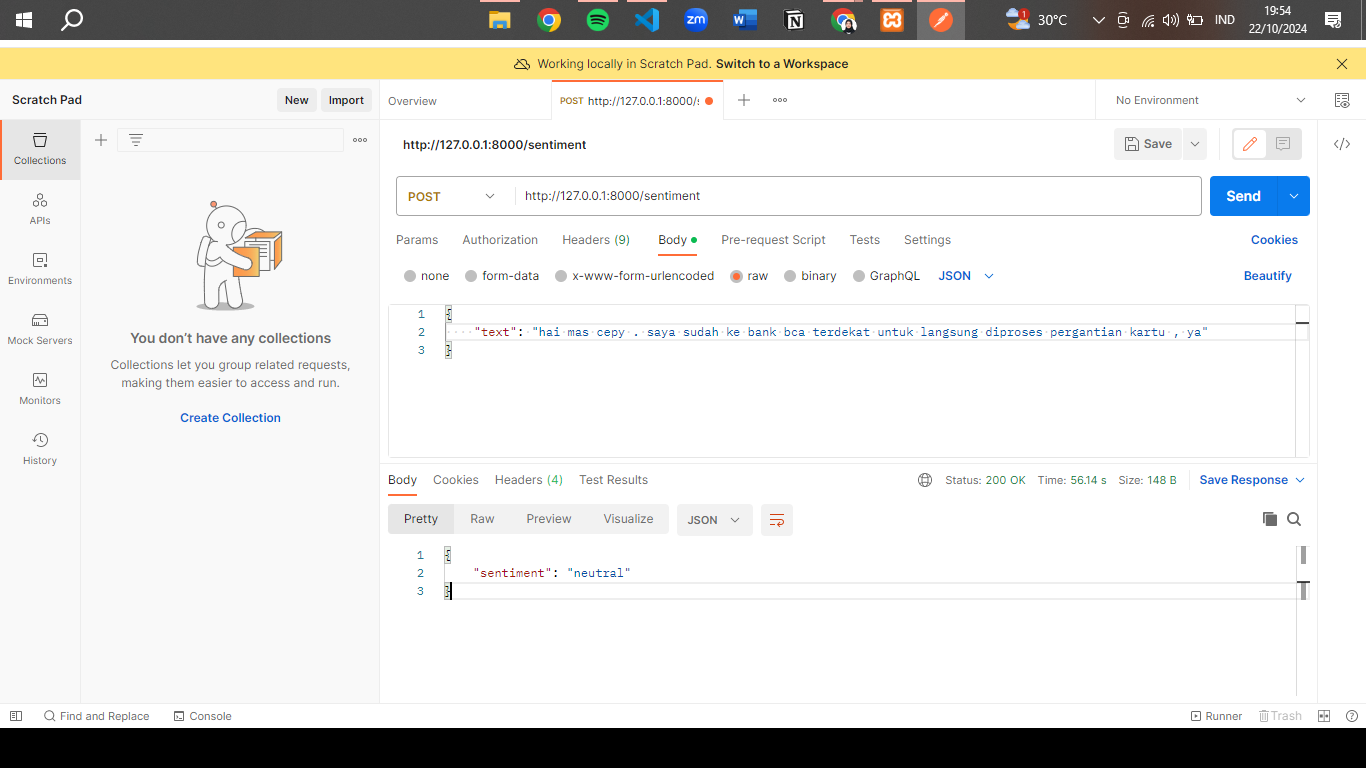 1
30°C
IND
19:54
22/10/2024
zm
Working locally in Scratch Pad. Switch to a Workspace
Scratch Pad
New
Import
Overview
POST http://127.0.0.1:8000/s
No Environment
Collections
APIs
Environments
Mock Servers
Monitors
History
You don't have any collections
Collections let you group related requests,
making them easier to access and run.
Create Collection
http://127.0.0.1:8000/sentiment
Save
POST
http://127.0.0.1:8000/sentiment
Send
Params
Authorization
Headers (9)
Body
Pre-request Script
Tests
Settings
Cookies
none
form-data
x-www-form-urlencoded
raw
binary
GraphQL
JSON
Beautify
1 {
2 "text": "hai mas cepy . saya sudah ke bank bca terdekat untuk langsung diproses pergantian kartu , ya"
3 }
Body
Cookies
Headers (4)
Test Results
Status: 200 OK
Time: 56.14 s
Size: 148 B
Save Response
Pretty
Raw
Preview
Visualize
JSON
1 {
2 "sentiment": "neutral"
3 }
Find and Replace
Console
Runner
Trash